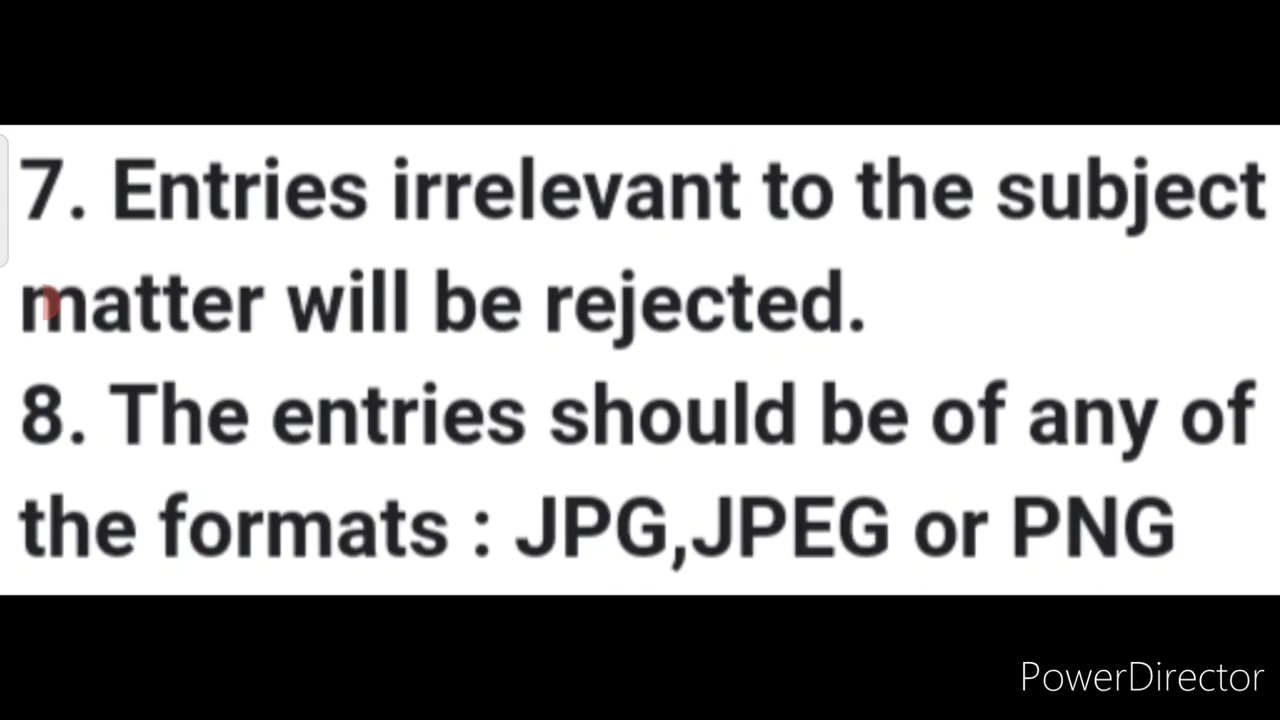 7. Entries irrelevant to the subject
matter will be rejected.
8. The entries should be of any of
the formats : JPG,JPEG or PNG
PowerDirector